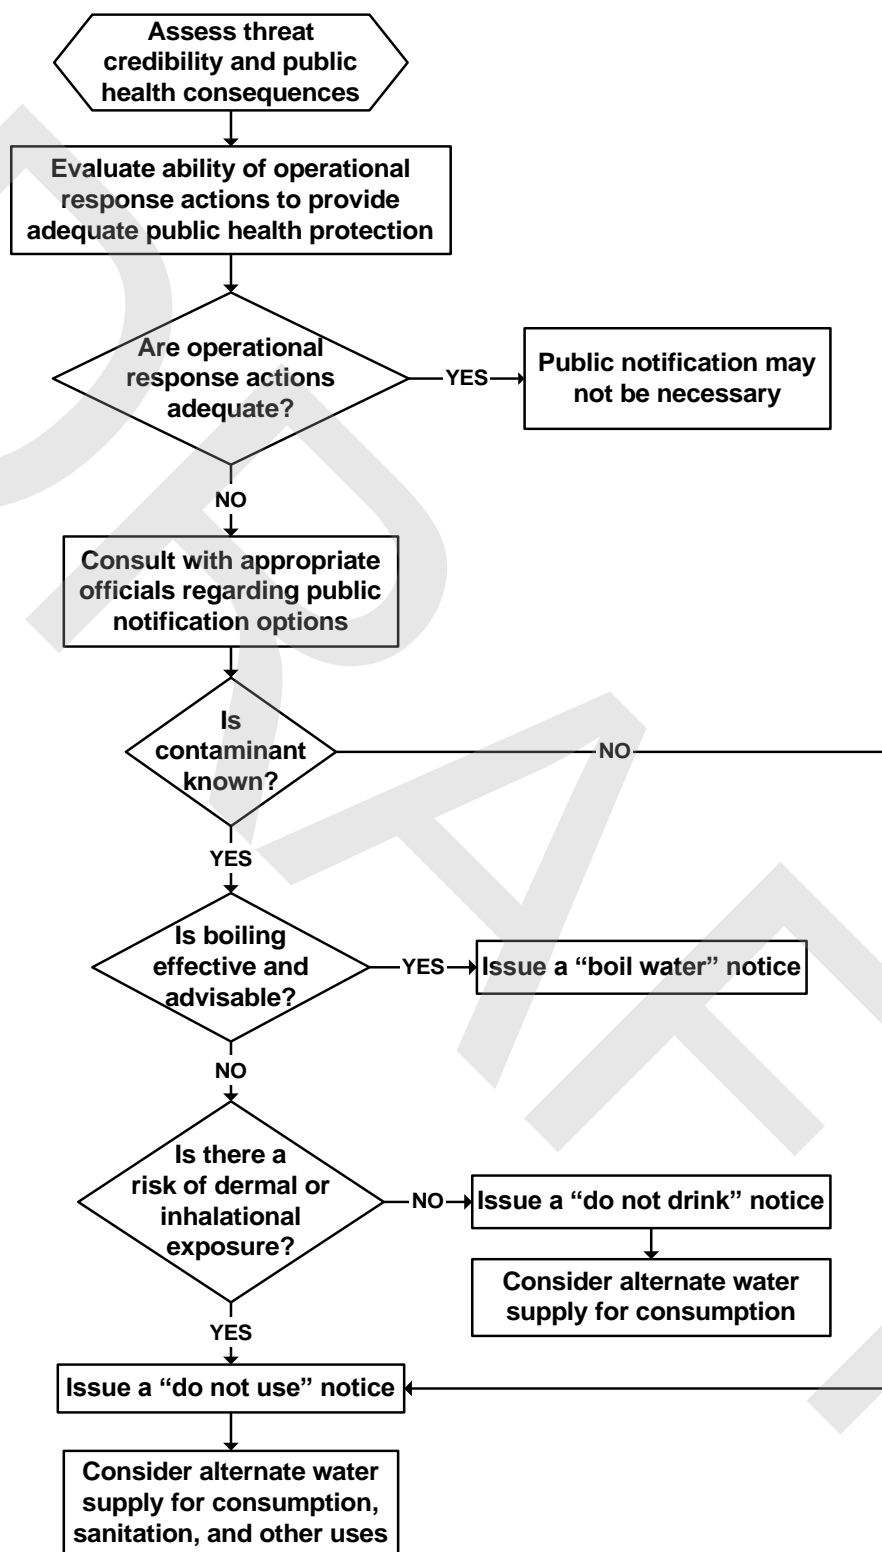 Assess threat
credibility and public
health consequences
Evaluate ability of operational
response actions to provide
adequate public health protection
Are operational
response actions
adequate?
YES
Public notification may
not be necessary
NO
Consult with appropriate
officials regarding public
notification options
Is
contaminant
known?
NO
YES
Is boiling
effective and
advisable?
YES
Issue a “boil water” notice
NO
Is there a
risk of dermal or
inhalational
exposure?
NO
Issue a “do not drink” notice
Consider alternate water
supply for consumption
YES
Issue a “do not use” notice
Consider alternate water
supply for consumption,
sanitation, and other uses
DRAFT